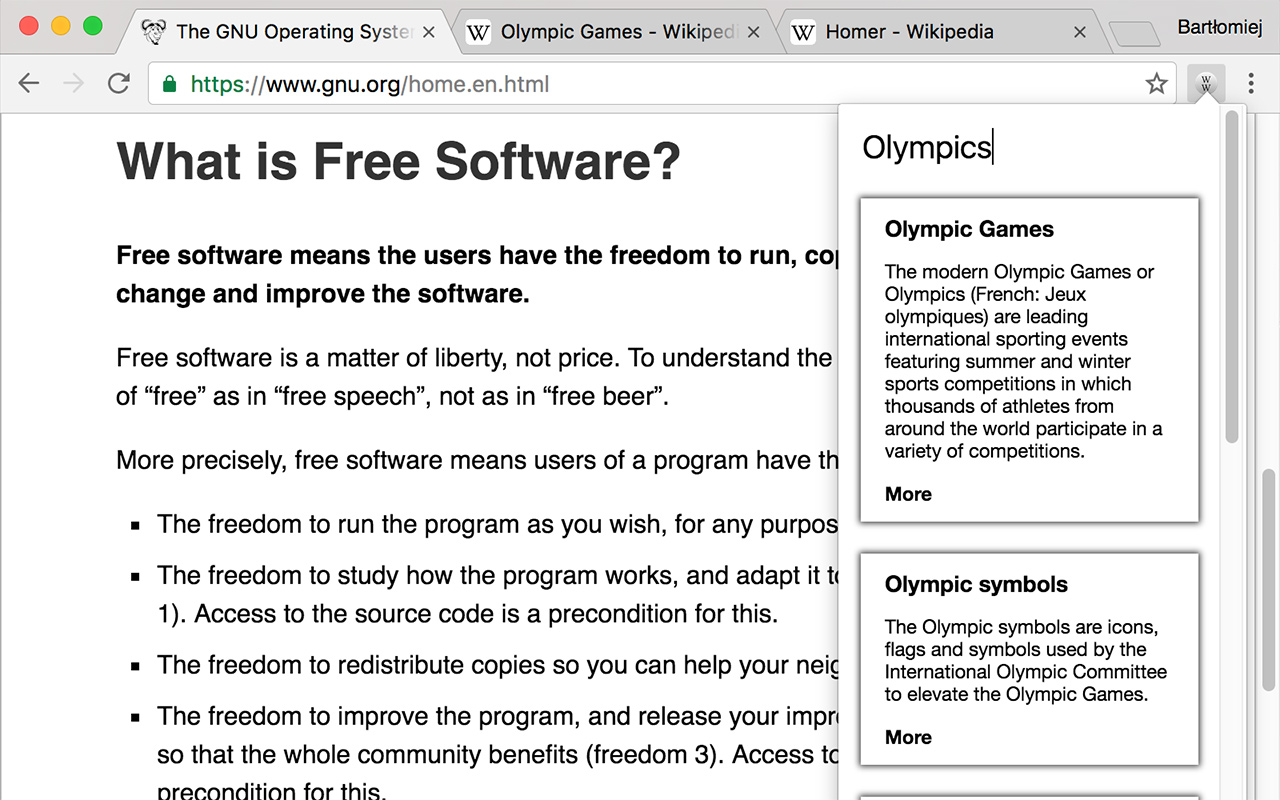 The GNU Operating Syste
Olympic Games - Wikiped
Homer - Wikipedia
Bartłomiej
https://www.gnu.org/home.en.html
W
W
W
W
What is Free Software?
Free software means the users have the freedom to run, cop
change and improve the software.
Free software is a matter of liberty, not price. To understand the
of “free” as in “free speech”, not as in “free beer”.
More precisely, free software means users of a program have th
The freedom to run the program as you wish, for any purpos
The freedom to study how the program works, and adapt it to
1). Access to the source code is a precondition for this.
The freedom to redistribute copies so you can help your neig
The freedom to improve the program, and release your impro
so that the whole community benefits (freedom 3). Access to
precondition for this.
Olympics
Olympic Games
The modern Olympic Games or
Olympics (French: Jeux
olympiques) are leading
international sporting events
featuring summer and winter
sports competitions in which
thousands of athletes from
around the world participate in a
variety of competitions.
More
Olympic symbols
The Olympic symbols are icons,
flags and symbols used by the
International Olympic Committee
to elevate the Olympic Games.
More